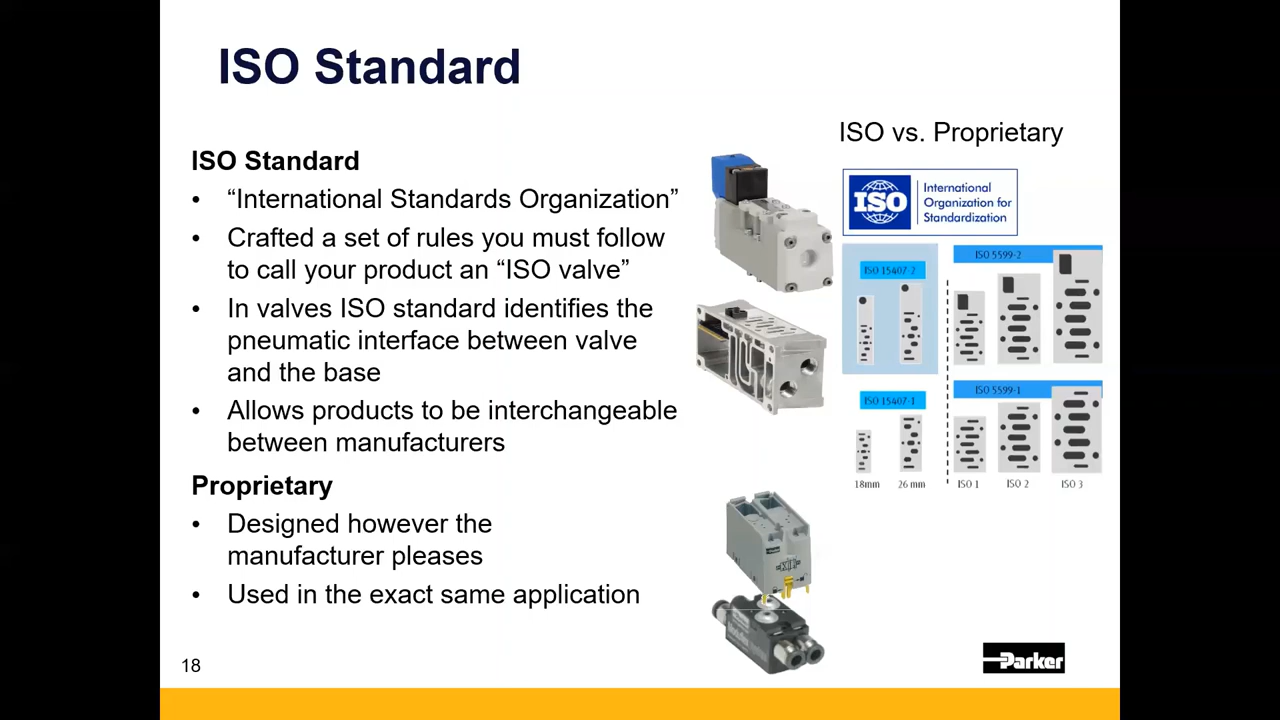 ISO Standard
ISO vs. Proprietary
ISO Standard
• “International Standards Organization”
• Crafted a set of rules you must follow
to call your product an “ISO valve”
• In valves ISO standard identifies the
pneumatic interface between valve
and the base
• Allows products to be interchangeable
between manufacturers
Proprietary
• Designed however the
manufacturer pleases
• Used in the exact same application
ISO
International
Organization for
Standardization
ISO 15407-2
ISO 5599-2
ISO 15407-1
ISO 5599-1
18mm
26 mm
ISO 1
ISO 2
ISO 3
18
Parker